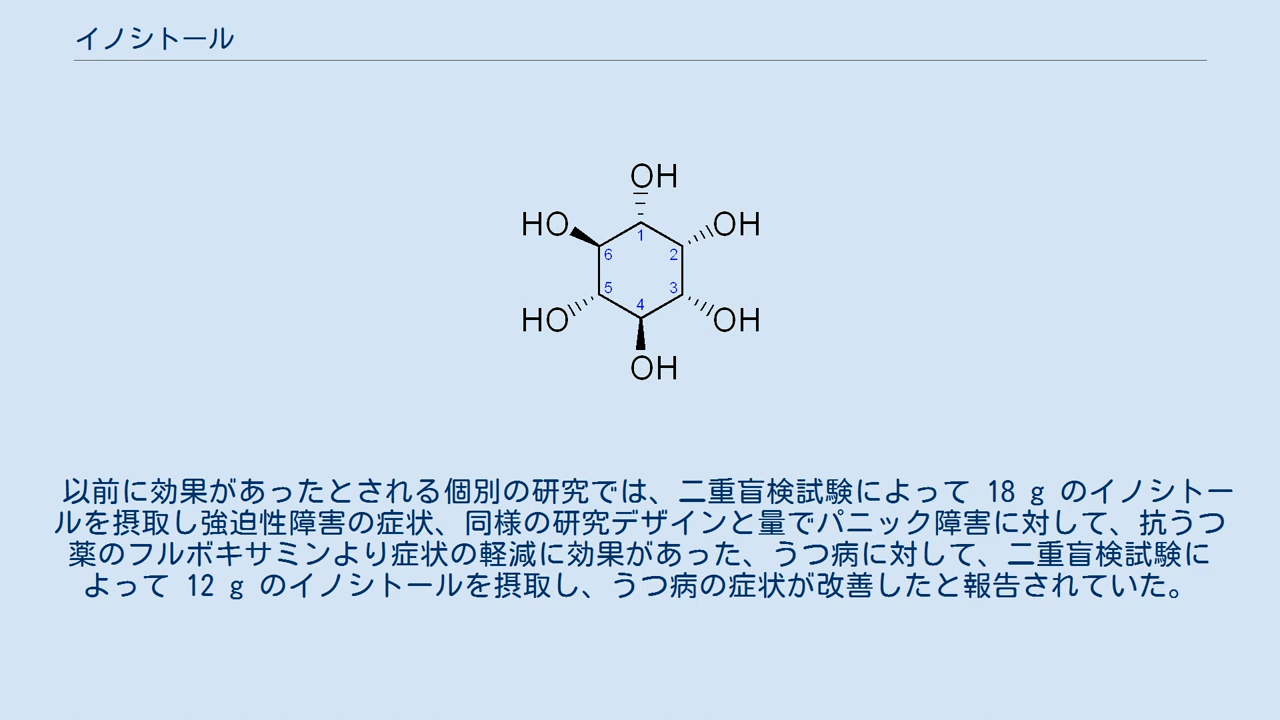 イノシトール
OH
HO OH
1
6 2
5 3
4
HO OH
OH
以前に効果があったとされる個別の研究では、二重盲検試験によって 18 g のイノシトー
ルを摂取し強迫性障害の症状、同様の研究デザインと量でパニック障害に対して、抗うつ
薬のフルボキサミンより症状の軽減に効果があった、うつ病に対して、二重盲検試験に
よって 12 g のイノシトールを摂取し、うつ病の症状が改善したと報告されていた。